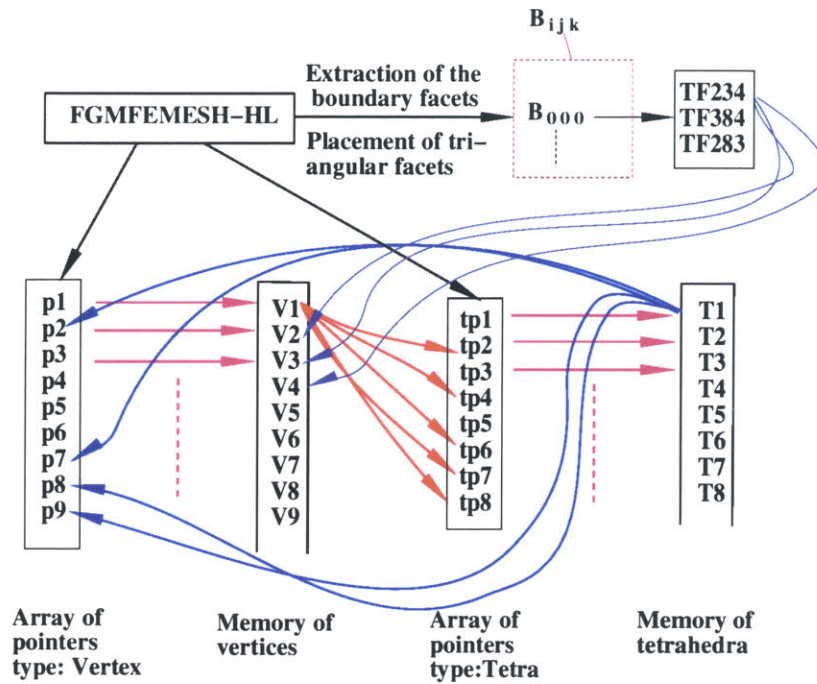 B i j k
Extraction of the
boundary facets
FGMFEMESH-HL
Placement of tri-
angular facets
B 0 0 0
TF234
TF384
TF283
p1
p2
p3
p4
p5
p6
p7
p8
p9
V1
V2
V3
V4
V5
V6
V7
V8
V9
tp1
tp2
tp3
tp4
tp5
tp6
tp7
tp8
T1
T2
T3
T4
T5
T6
T7
T8
Array of
pointers
type: Vertex
Memory of
vertices
Array of
pointers
type:Tetra
Memory of
tetrahedra